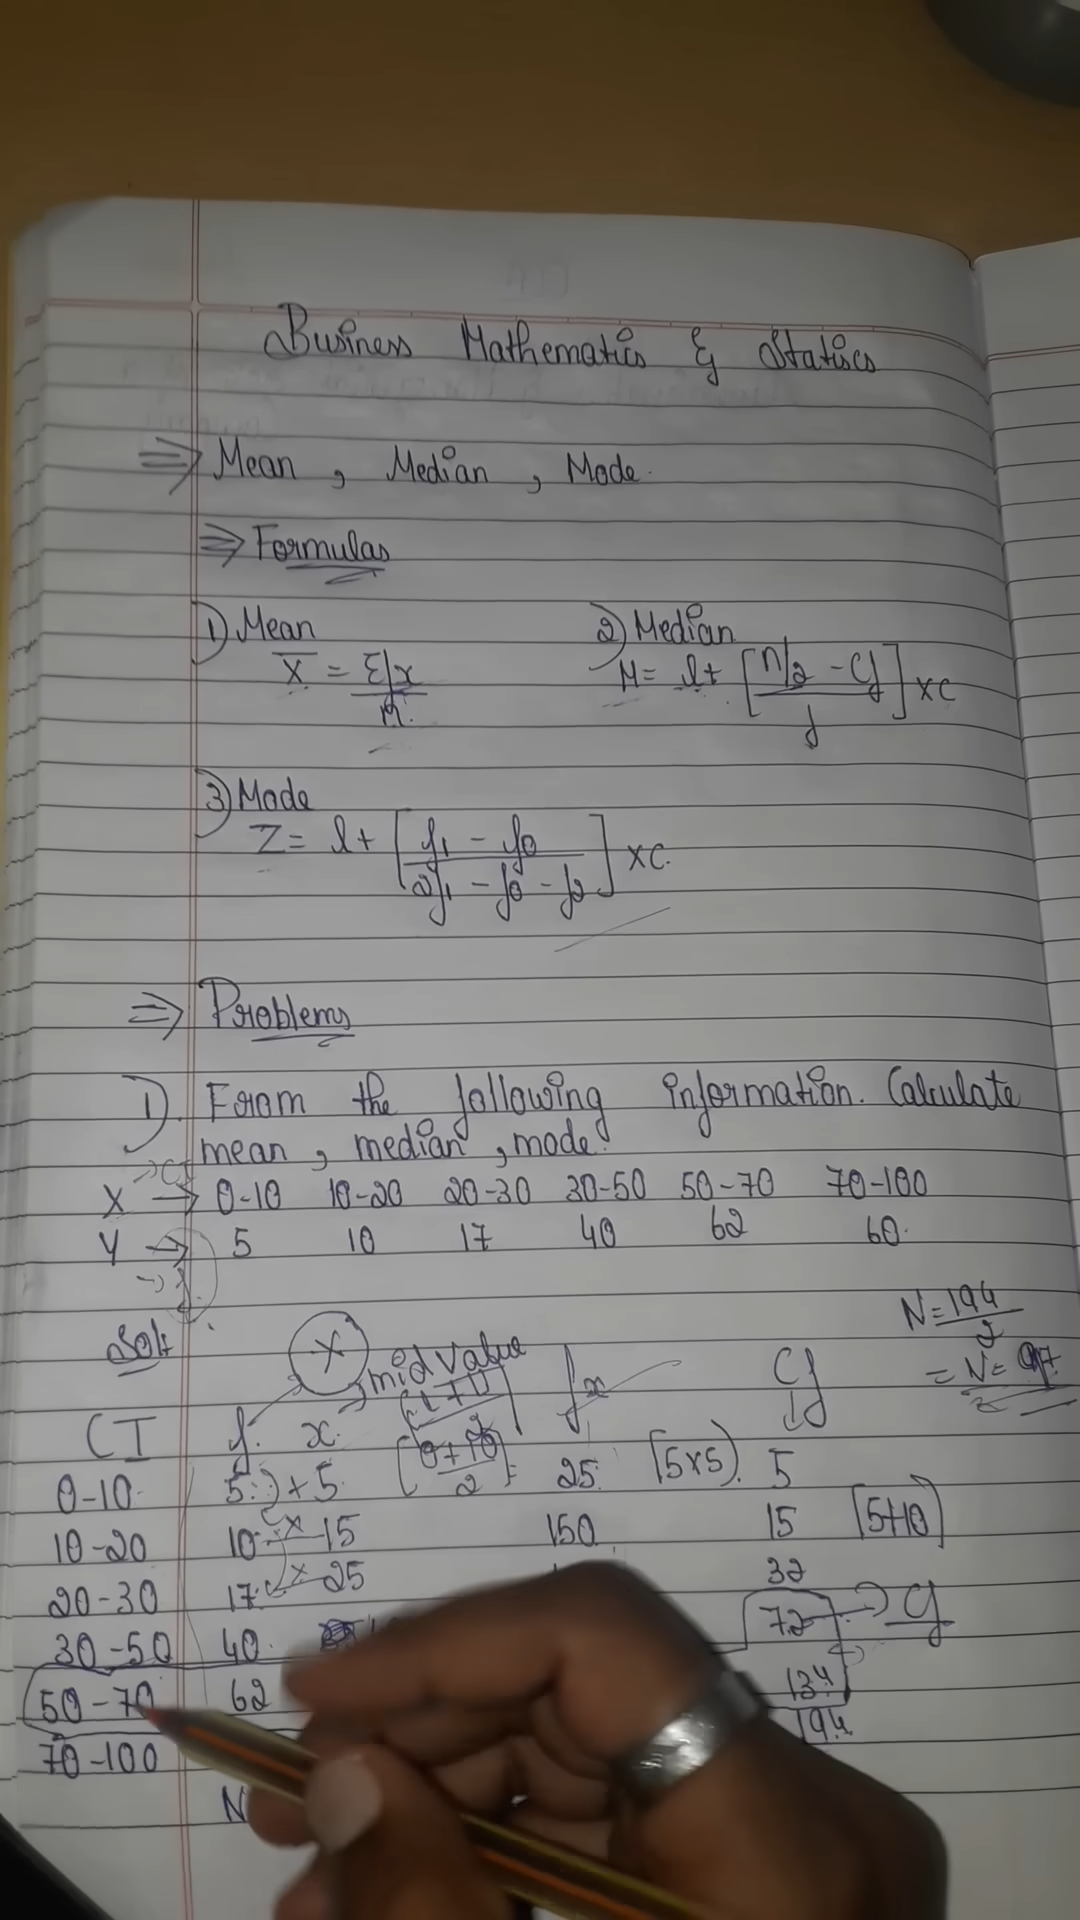 Business Mathematics & Statiscs
⇒ Mean , Median , Mode.
⇒ Formulas
1) Mean
X̄ = Σfx / n.
2) Median
M = l + [n/2 - Cf / f] × C
3) Mode
Z = l + [f1 - f0 / 2f1 - f0 - f2] × C.
⇒ Problems
1). From the following information. Calculate
mean , median , mode.
→ CI
X → 0-10 10-20 20-30 30-50 50-70 70-100
Y → 5 10 17 40 62 60.
→ f
N = 194 / 2
= N = 97.
Sol:
X mid value
CI f. x. fx Cf
0-10. 5 × 5. [0+10 / 2] = 25. [5×5]. 5
10-20 10 × 15 150 15 [5+10]
20-30 17 × 25 32
30-50 40. 72 → Cf
50-70 62 134
70-100 194
N